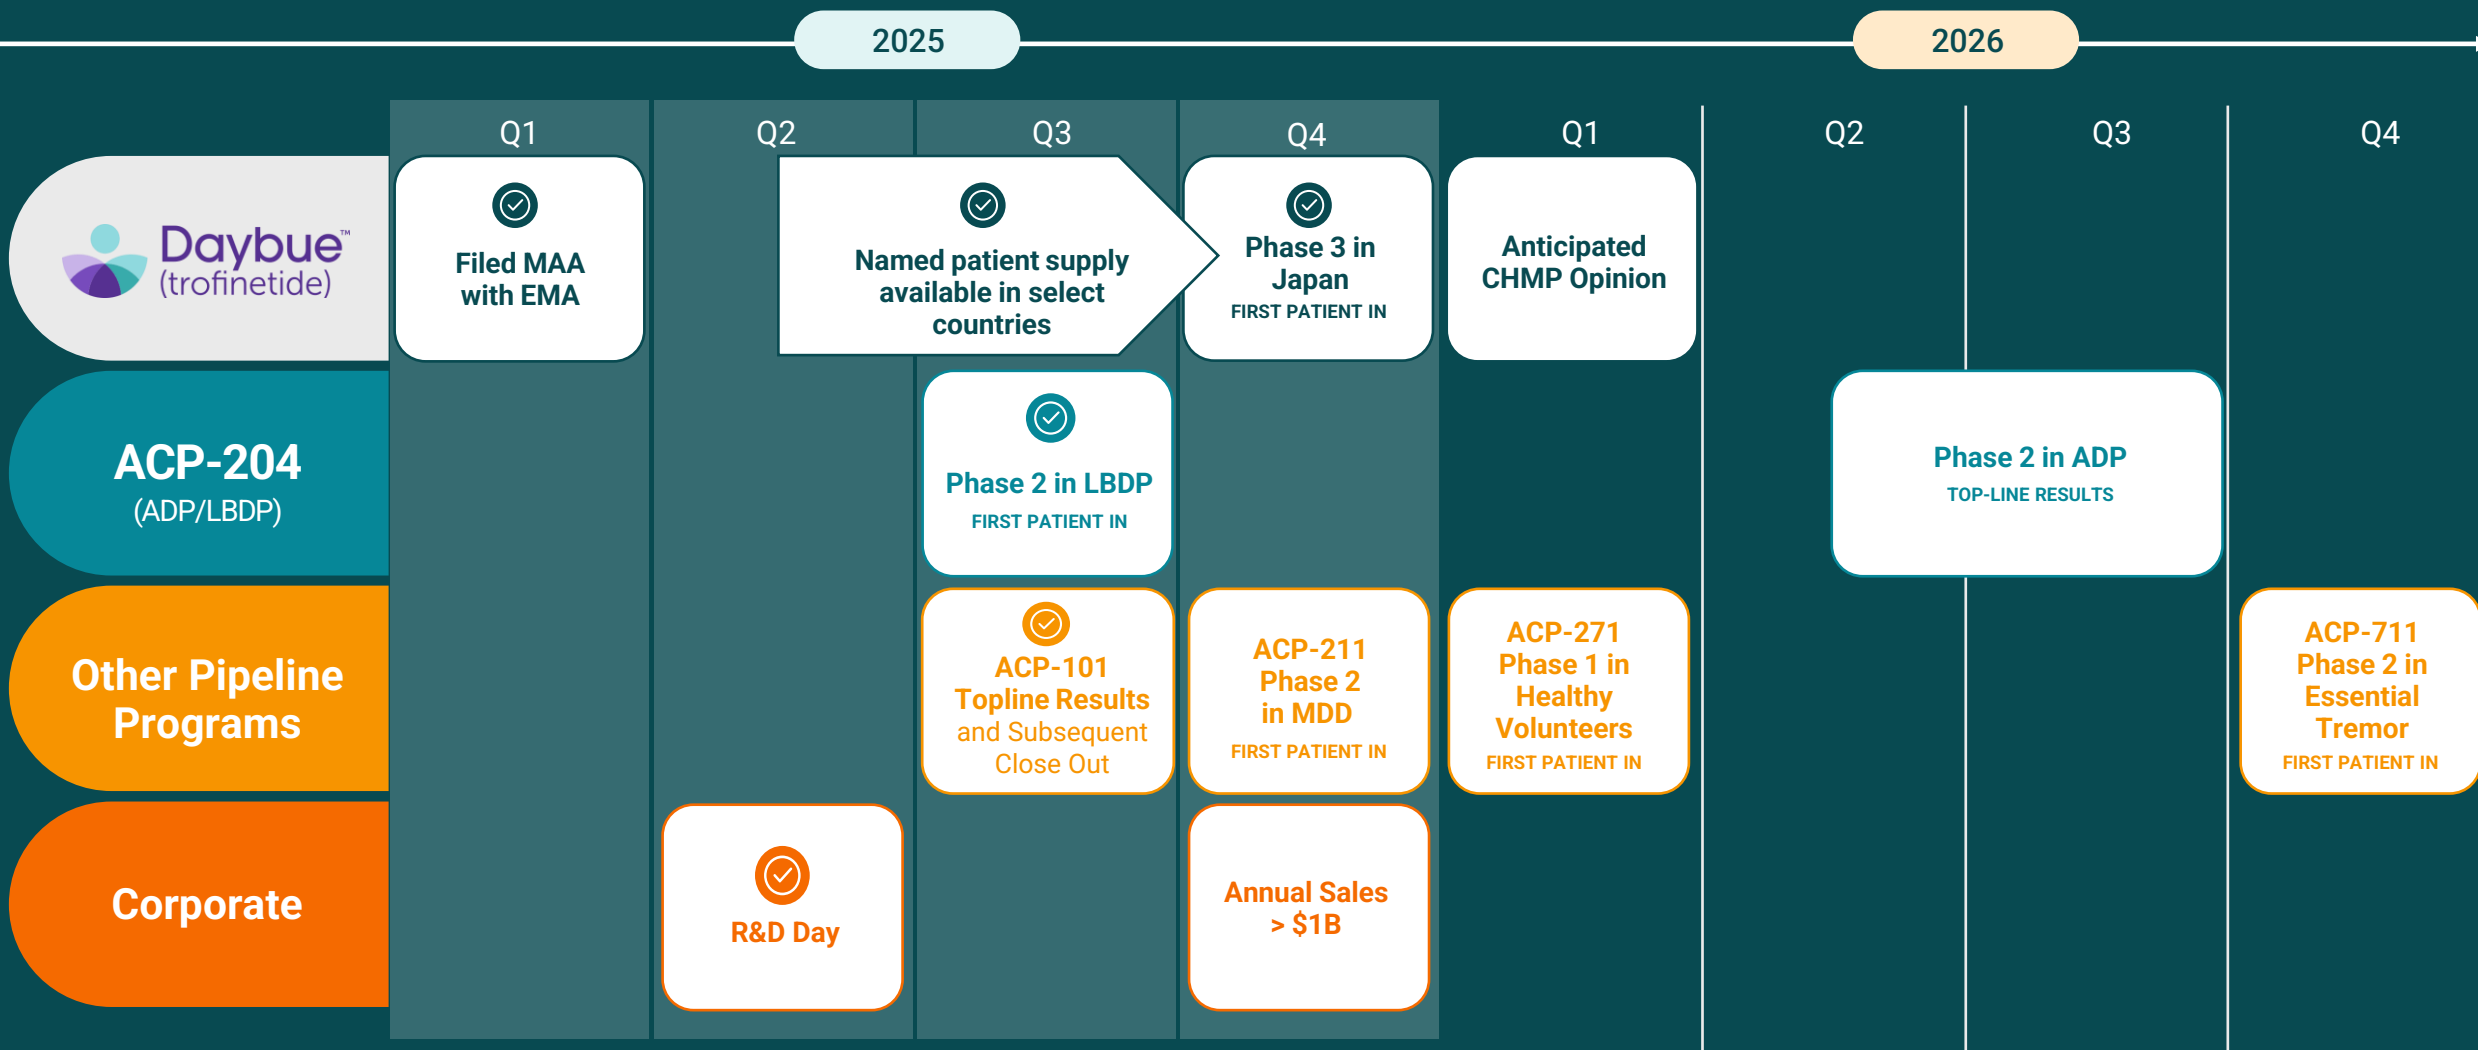 2025
2026
Q1
Q2
Q3
Q4
Q1
Q2
Q3
Q4
Daybue™
(trofinetide)
Filed MAA
with EMA
Named patient supply
available in select
countries
Phase 3 in
Japan
FIRST PATIENT IN
Anticipated
CHMP Opinion
ACP-204
(ADP/LBDP)
Phase 2 in LBDP
FIRST PATIENT IN
Phase 2 in ADP
TOP-LINE RESULTS
Other Pipeline
Programs
ACP-101
Topline Results
and Subsequent
Close Out
ACP-211
Phase 2
in MDD
FIRST PATIENT IN
ACP-271
Phase 1 in
Healthy
Volunteers
FIRST PATIENT IN
ACP-711
Phase 2 in
Essential
Tremor
FIRST PATIENT IN
Corporate
R&D Day
Annual Sales
> $1B